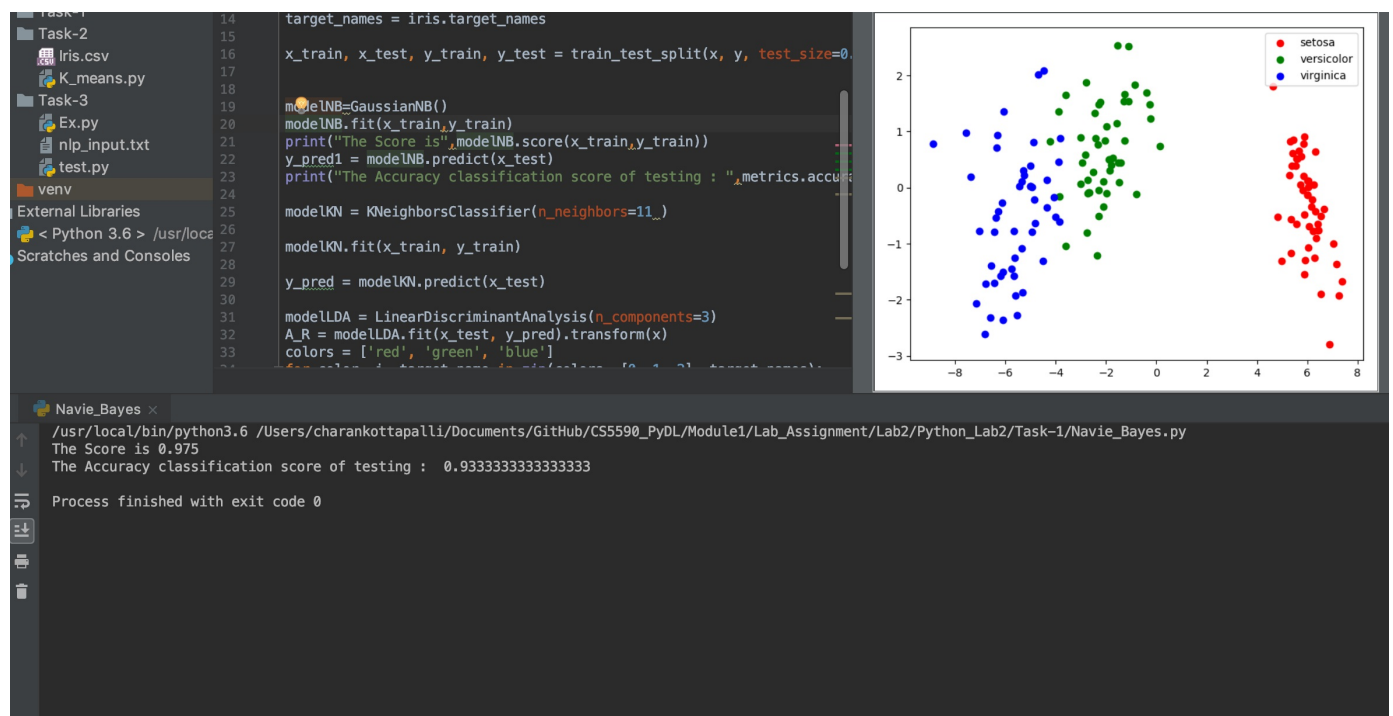 Task-1
Task-2
Iris.csv
K_means.py
Task-3
Ex.py
nlp_input.txt
test.py
venv
External Libraries
< Python 3.6 > /usr/loca
Scratches and Consoles
14 target_names = iris.target_names
15
16 x_train, x_test, y_train, y_test = train_test_split(x, y, test_size=0.
17
18
19 modelNB=GaussianNB()
20 modelNB.fit(x_train,y_train)
21 print("The Score is",modelNB.score(x_train,y_train))
22 y_pred1 = modelNB.predict(x_test)
23 print("The Accuracy classification score of testing : ",metrics.accura
24
25 modelKN = KNeighborsClassifier(n_neighbors=11 )
26
27 modelKN.fit(x_train, y_train)
28
29 y_pred = modelKN.predict(x_test)
30
31 modelLDA = LinearDiscriminantAnalysis(n_components=3)
32 A_R = modelLDA.fit(x_test, y_pred).transform(x)
33 colors = ['red', 'green', 'blue']
setosa
versicolor
virginica
2
1
0
−1
−2
−3
−8 −6 −4 −2 0 2 4 6 8
Navie_Bayes ×
/usr/local/bin/python3.6 /Users/charankottapalli/Documents/GitHub/CS5590_PyDL/Module1/Lab_Assignment/Lab2/Python_Lab2/Task-1/Navie_Bayes.py
The Score is 0.975
The Accuracy classification score of testing :  0.9333333333333333
Process finished with exit code 0